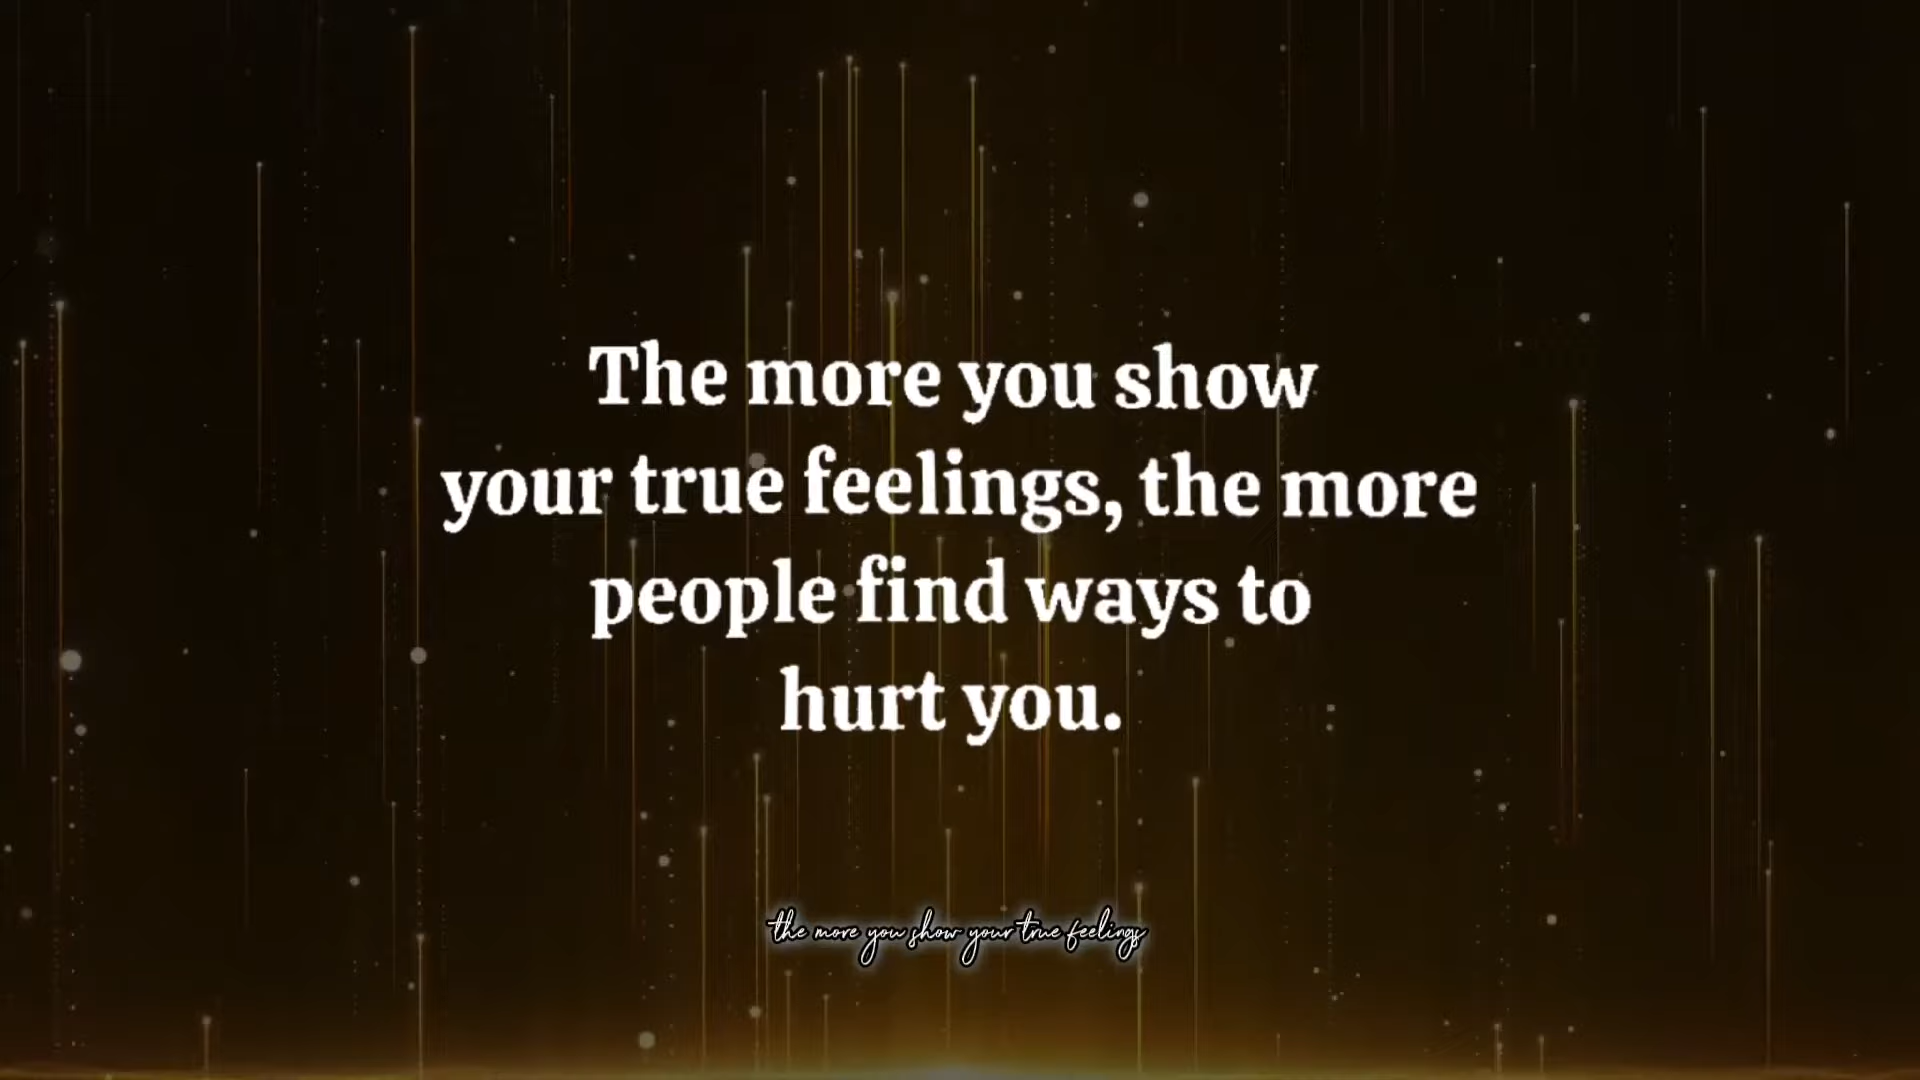 The more you show
your true feelings, the more
people find ways to
hurt you.
the more you show your true feelings